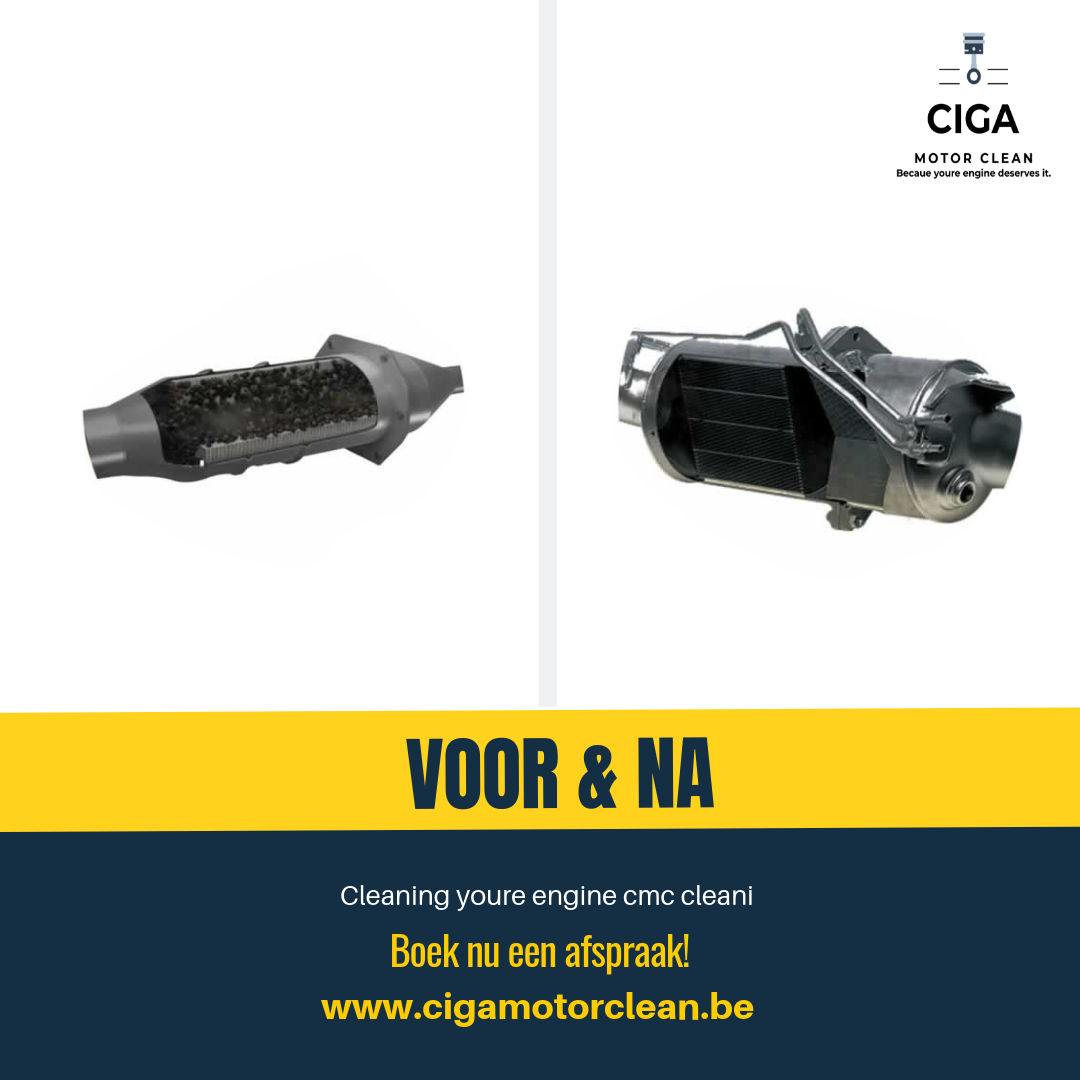 CIGA
MOTOR CLEAN
Becaue youre engine deserves it.
VOOR & NA
Cleaning youre engine cmc cleani
Boek nu een afspraak!
www.cigamotorclean.be